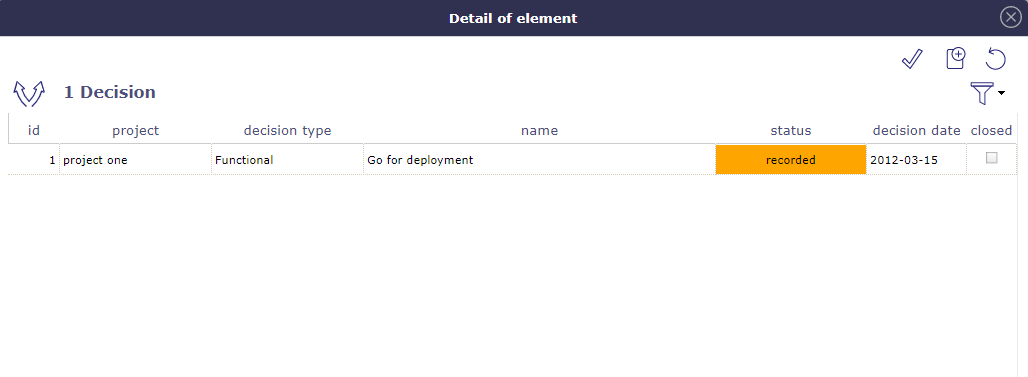 Detail of element
1 Decision
id project decision type name status decision date closed
1 project one Functional Go for deployment recorded 2012-03-15